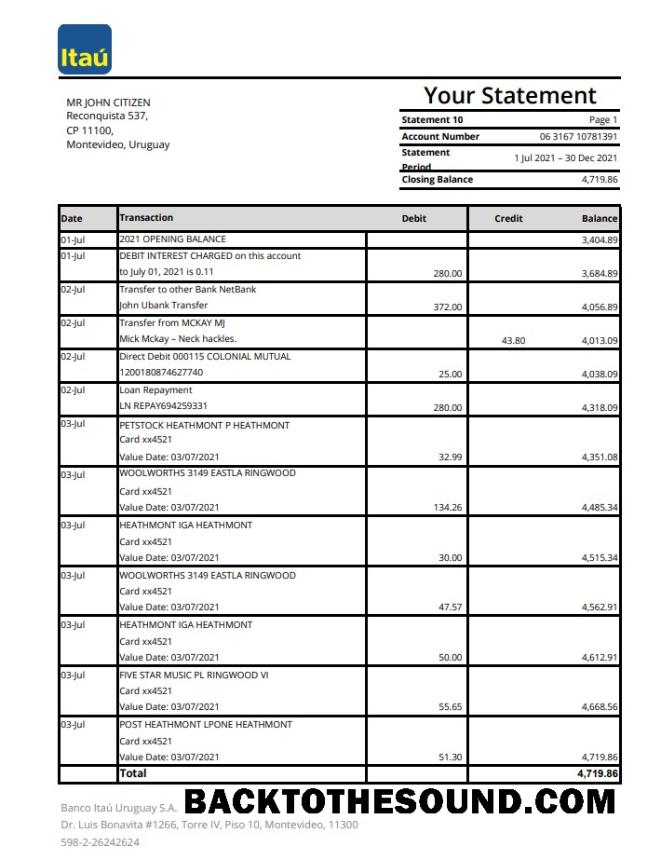 Itaú
MR JOHN CITIZEN
Reconquista 537,
CP 11100,
Montevideo, Uruguay
Your Statement
Statement 10 Page 1
Account Number 06 3167 10781391
Statement Period 1 Jul 2021 – 30 Dec 2021
Closing Balance 4,719.86
Date Transaction Debit Credit Balance
01-Jul 2021 OPENING BALANCE 3,404.89
01-Jul DEBIT INTEREST CHARGED on this account
to July 01, 2021 is 0.11 280.00 3,684.89
02-Jul Transfer to other Bank NetBank
John Ubank Transfer 372.00 4,056.89
02-Jul Transfer from MCKAY MJ
Mick Mckay – Neck hackles. 43.80 4,013.09
02-Jul Direct Debit 000115 COLONIAL MUTUAL
1200180874627740 25.00 4,038.09
02-Jul Loan Repayment
LN REPAY694259331 280.00 4,318.09
03-Jul PETSTOCK HEATHMONT P HEATHMONT
Card xx4521
Value Date: 03/07/2021 32.99 4,351.08
03-Jul WOOLWORTHS 3149 EASTLA RINGWOOD
Card xx4521
Value Date: 03/07/2021 134.26 4,485.34
03-Jul HEATHMONT IGA HEATHMONT
Card xx4521
Value Date: 03/07/2021 30.00 4,515.34
03-Jul WOOLWORTHS 3149 EASTLA RINGWOOD
Card xx4521
Value Date: 03/07/2021 47.57 4,562.91
03-Jul HEATHMONT IGA HEATHMONT
Card xx4521
Value Date: 03/07/2021 50.00 4,612.91
03-Jul FIVE STAR MUSIC PL RINGWOOD VI
Card xx4521
Value Date: 03/07/2021 55.65 4,668.56
03-Jul POST HEATHMONT LPONE HEATHMONT
Card xx4521
Value Date: 03/07/2021 51.30 4,719.86
Total 4,719.86
Banco Itaú Uruguay S.A. BACKTOTHESOUND.COM
Dr. Luis Bonavita #1266, Torre IV, Piso 10, Montevideo, 11300
598-2-26242624